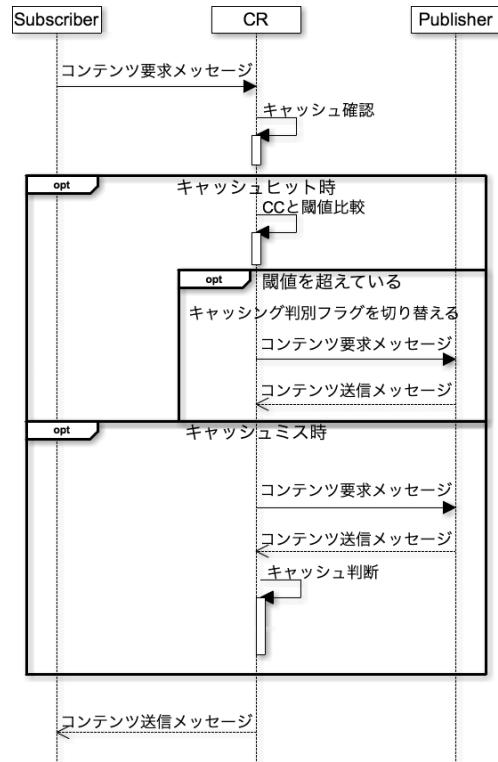 Subscriber
CR
Publisher
コンテンツ要求メッセージ
キャッシュ確認
opt
キャッシュヒット時
CCと閾値比較
opt
閾値を超えている
キャッシング判別フラグを切り替える
コンテンツ要求メッセージ
コンテンツ送信メッセージ
opt
キャッシュミス時
コンテンツ要求メッセージ
コンテンツ送信メッセージ
キャッシュ判断
コンテンツ送信メッセージ